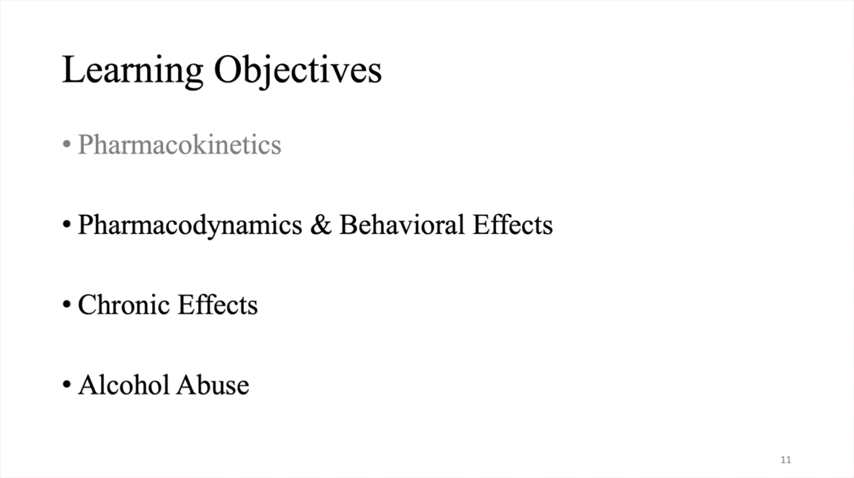 Learning Objectives
• Pharmacokinetics
• Pharmacodynamics & Behavioral Effects
• Chronic Effects
• Alcohol Abuse
11